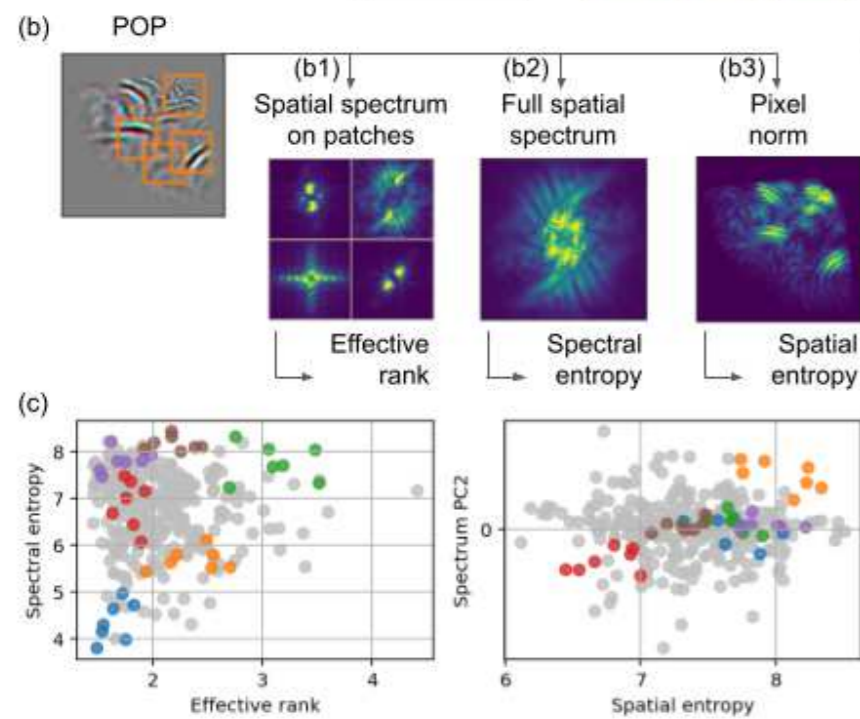 (b)
POP
(b1)
(b2)
(b3)
Spatial spectrum
on patches
Full spatial
spectrum
Pixel
norm
Effective
rank
Spectral
entropy
Spatial
entropy
(c)
Spectral entropy
8
7
6
5
4
2
3
4
Effective rank
Spectrum PC2
0
6
7
8
Spatial entropy